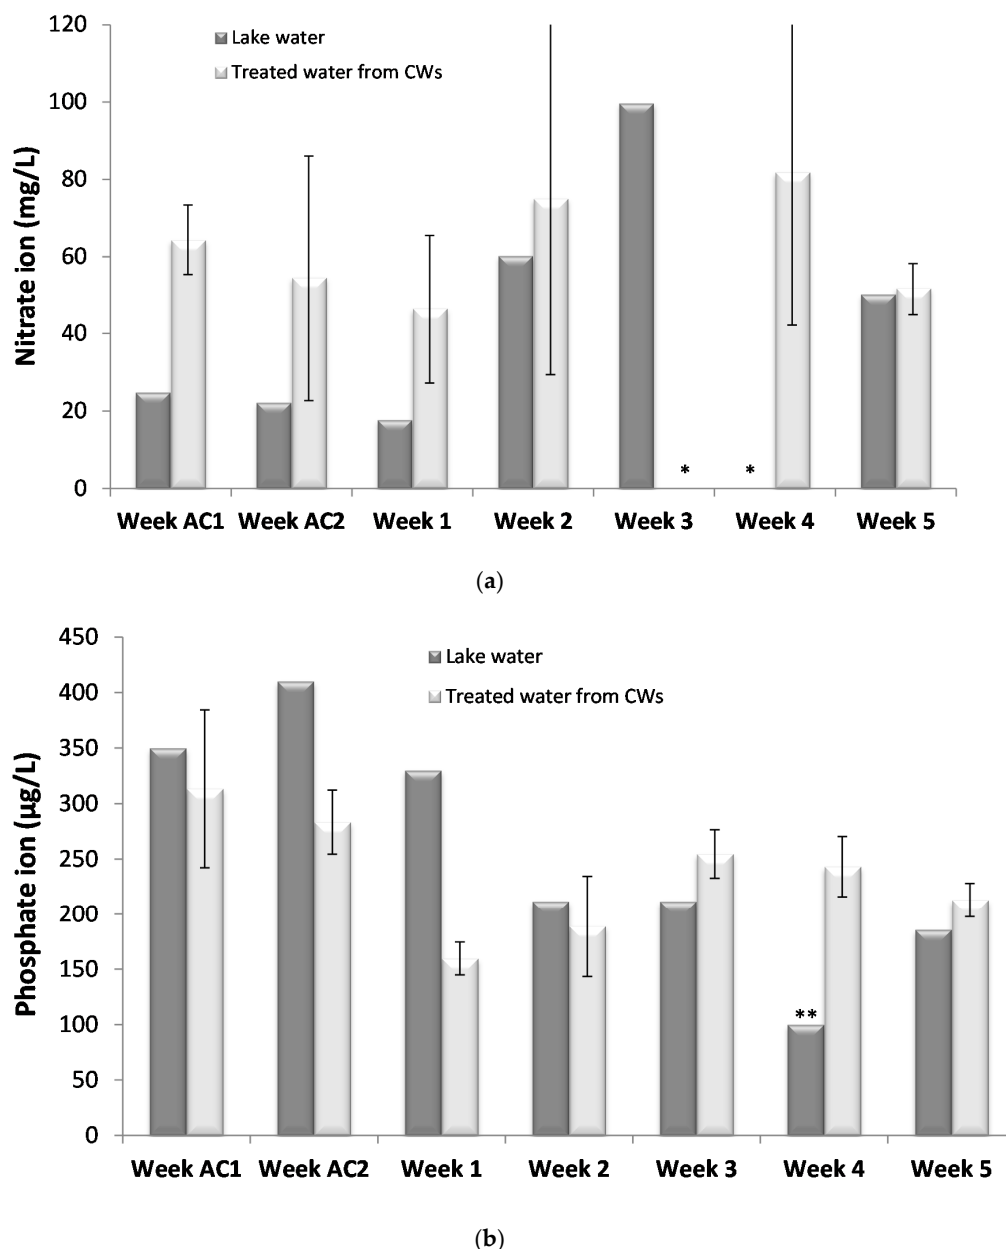 120
100
80
60
40
20
0
Nitrate ion (mg/L)
Lake water
Treated water from CWs
*
*
Week AC1 Week AC2 Week 1 Week 2 Week 3 Week 4 Week 5
(a)
450
400
350
300
250
200
150
100
50
0
Phosphate ion (µg/L)
Lake water
Treated water from CWs
**
Week AC1 Week AC2 Week 1 Week 2 Week 3 Week 4 Week 5
(b)